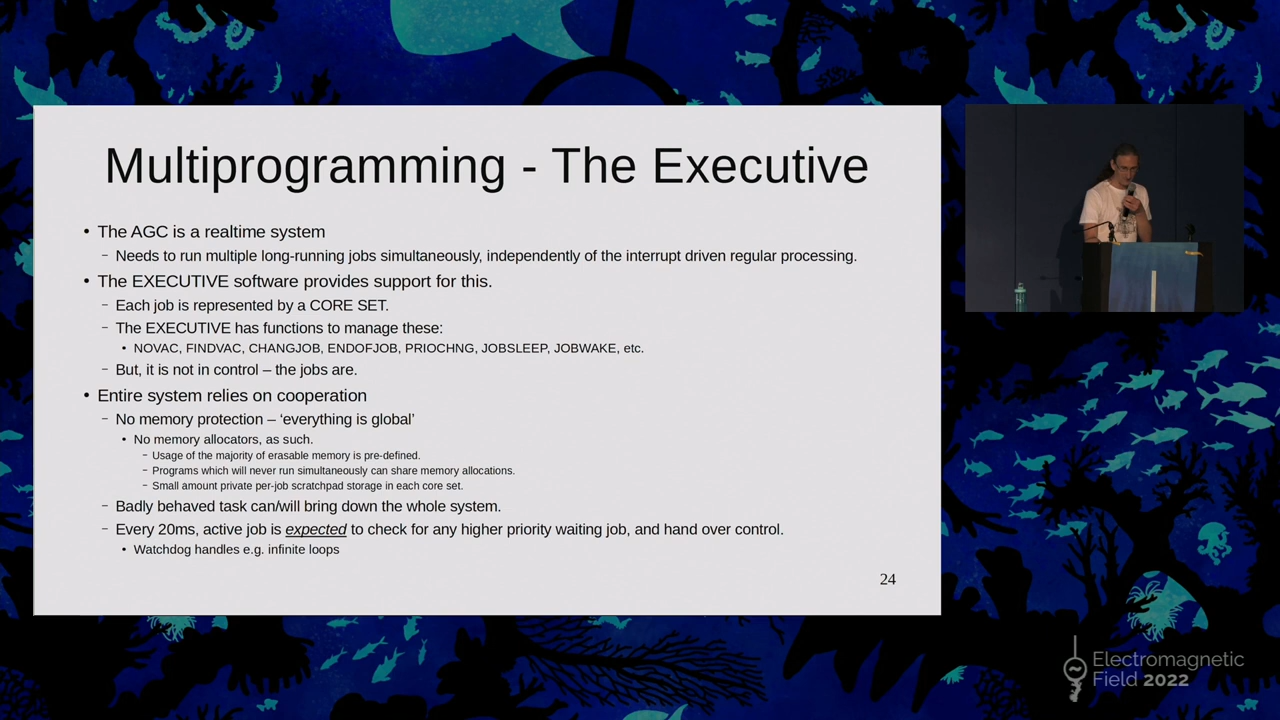 Multiprogramming - The Executive
• The AGC is a realtime system
– Needs to run multiple long-running jobs simultaneously, independently of the interrupt driven regular processing.
• The EXECUTIVE software provides support for this.
– Each job is represented by a CORE SET.
– The EXECUTIVE has functions to manage these:
• NOVAC, FINDVAC, CHANGJOB, ENDOFJOB, PRIOCHNG, JOBSLEEP, JOBWAKE, etc.
– But, it is not in control – the jobs are.
• Entire system relies on cooperation
– No memory protection – ‘everything is global’
• No memory allocators, as such.
– Usage of the majority of erasable memory is pre-defined.
– Programs which will never run simultaneously can share memory allocations.
– Small amount private per-job scratchpad storage in each core set.
– Badly behaved task can/will bring down the whole system.
– Every 20ms, active job is expected to check for any higher priority waiting job, and hand over control.
• Watchdog handles e.g. infinite loops
24
Electromagnetic
Field 2022